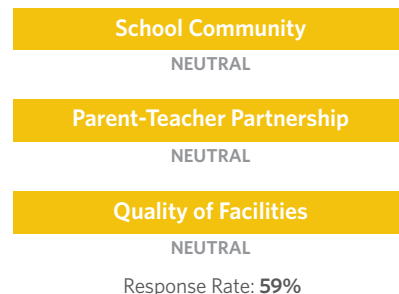 School Community
NEUTRAL
Parent-Teacher Partnership
NEUTRAL
Quality of Facilities
NEUTRAL
Response Rate: 59%